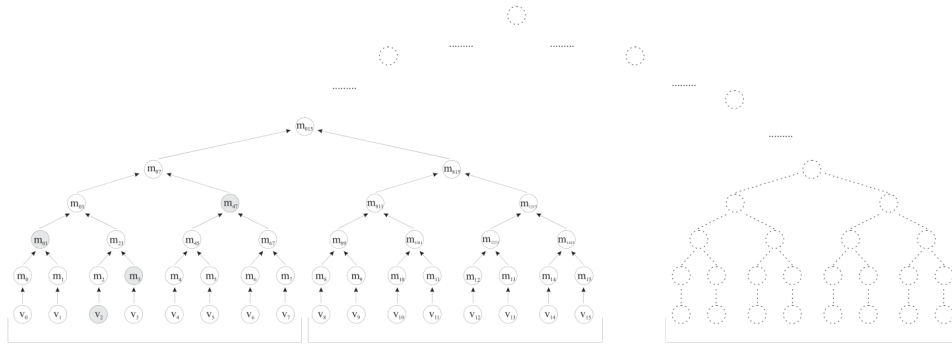 m₀₁₅
m₀₇ m₈₁₅
m₀₃ m₄₇ m₈₁₁ m₁₂₁₅
m₀₁ m₂₃ m₄₅ m₆₇ m₈₉ m₁₀₁₁ m₁₂₁₃ m₁₄₁₅
m₀ m₁ m₂ m₃ m₄ m₅ m₆ m₇ m₈ m₉ m₁₀ m₁₁ m₁₂ m₁₃ m₁₄ m₁₅
v₀ v₁ v₂ v₃ v₄ v₅ v₆ v₇ v₈ v₉ v₁₀ v₁₁ v₁₂ v₁₃ v₁₄ v₁₅